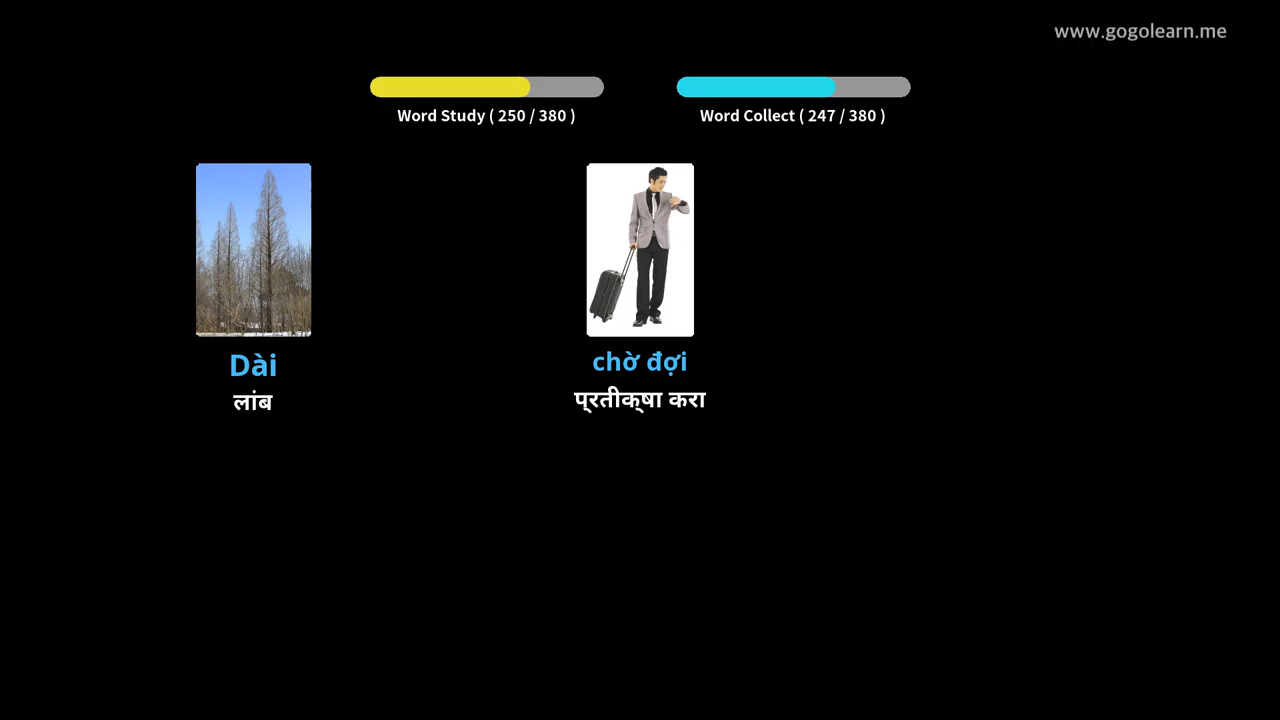 www.gogolearn.me
Word Study ( 250 / 380 )
Word Collect ( 247 / 380 )
Dài
chờ đợi
लांब
प्रतीक्षा करा